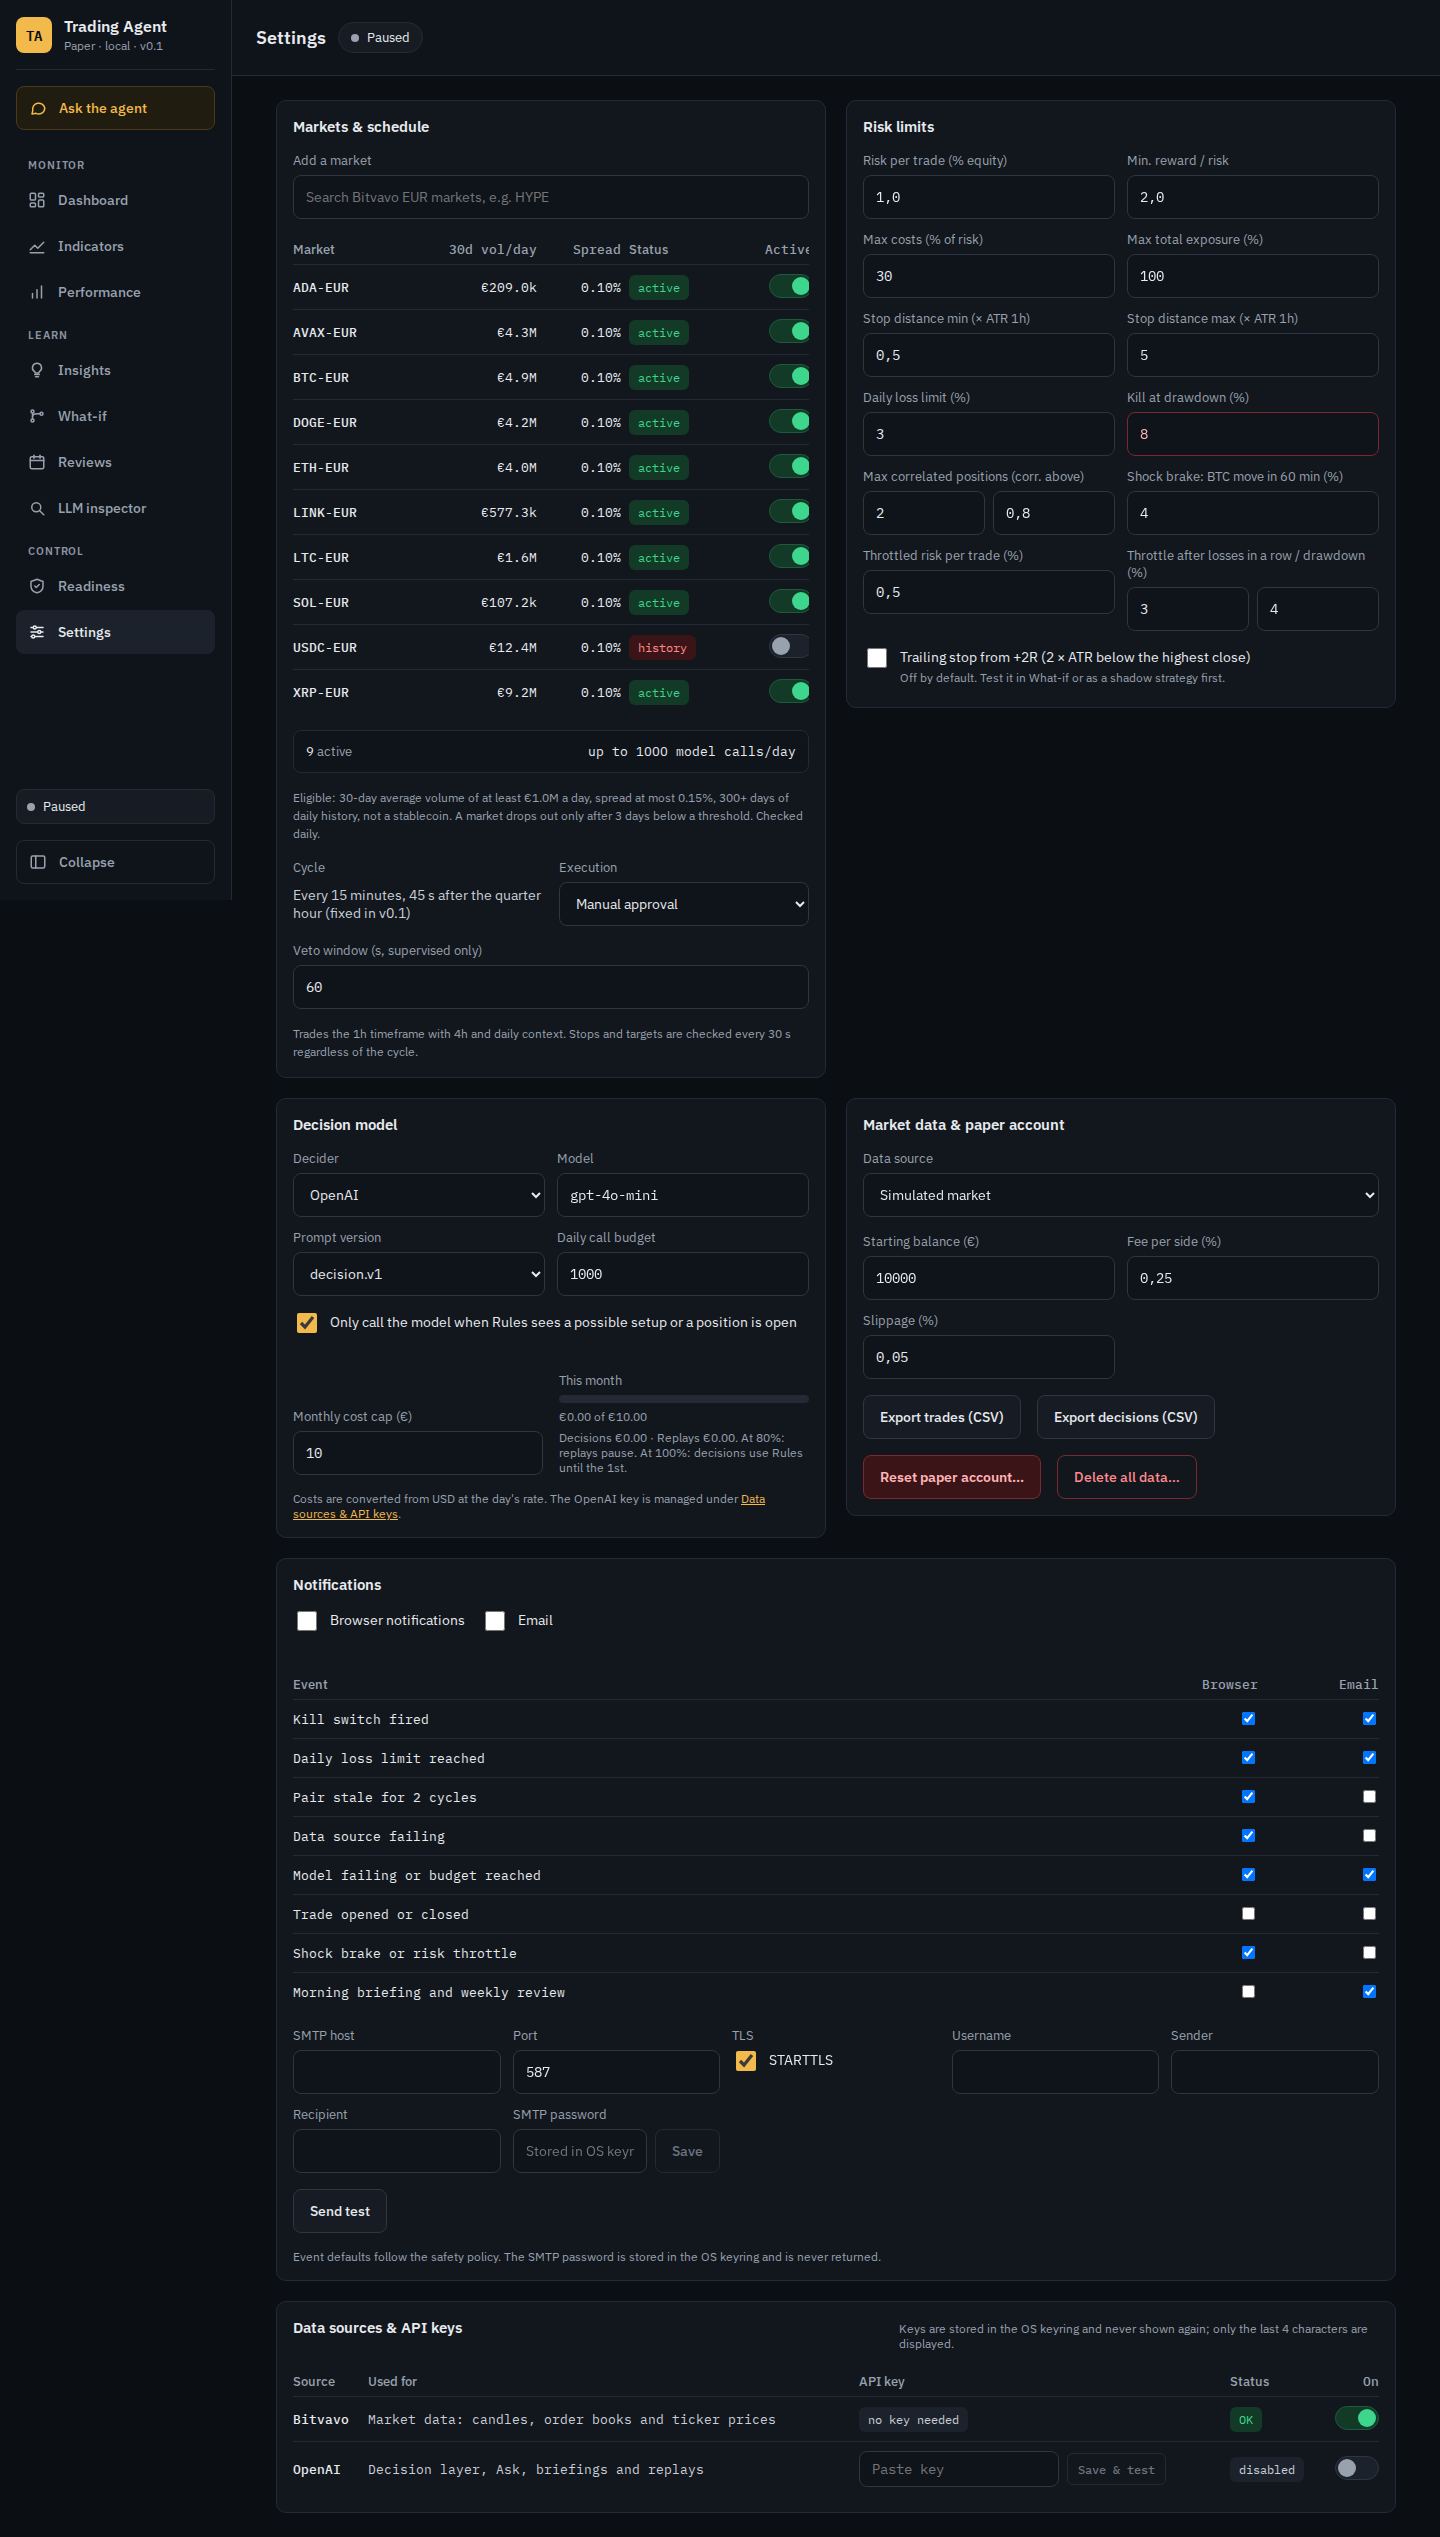 TA
Trading Agent
Paper · local · v0.1
Ask the agent
MONITOR
Dashboard
Indicators
Performance
LEARN
Insights
What-if
Reviews
LLM inspector
CONTROL
Readiness
Settings
Paused
Collapse
Settings
Paused
Markets & schedule
Add a market
Search Bitvavo EUR markets, e.g. HYPE
Market 30d vol/day Spread Status Active
ADA-EUR €209.0k 0.10% active
AVAX-EUR €4.3M 0.10% active
BTC-EUR €4.9M 0.10% active
DOGE-EUR €4.2M 0.10% active
ETH-EUR €4.0M 0.10% active
LINK-EUR €577.3k 0.10% active
LTC-EUR €1.6M 0.10% active
SOL-EUR €107.2k 0.10% active
USDC-EUR €12.4M 0.10% history
XRP-EUR €9.2M 0.10% active
9 active up to 1000 model calls/day
Eligible: 30-day average volume of at least €1.0M a day, spread at most 0.15%, 300+ days of
daily history, not a stablecoin. A market drops out only after 3 days below a threshold. Checked
daily.
Cycle
Every 15 minutes, 45 s after the quarter
hour (fixed in v0.1)
Execution
Manual approval
Veto window (s, supervised only)
60
Trades the 1h timeframe with 4h and daily context. Stops and targets are checked every 30 s
regardless of the cycle.
Risk limits
Risk per trade (% equity) Min. reward / risk
1,0 2,0
Max costs (% of risk) Max total exposure (%)
30 100
Stop distance min (× ATR 1h) Stop distance max (× ATR 1h)
0,5 5
Daily loss limit (%) Kill at drawdown (%)
3 8
Max correlated positions (corr. above) Shock brake: BTC move in 60 min (%)
2 0,8 4
Throttled risk per trade (%)
0,5
Throttle after losses in a row / drawdown
(%)
3 4
Trailing stop from +2R (2 × ATR below the highest close)
Off by default. Test it in What-if or as a shadow strategy first.
Decision model
Decider Model
OpenAI gpt-4o-mini
Prompt version Daily call budget
decision.v1 1000
Only call the model when Rules sees a possible setup or a position is open
Monthly cost cap (€)
10
This month
€0.00 of €10.00
Decisions €0.00 · Replays €0.00. At 80%:
replays pause. At 100%: decisions use Rules
until the 1st.
Costs are converted from USD at the day's rate. The OpenAI key is managed under Data
sources & API keys.
Market data & paper account
Data source
Simulated market
Starting balance (€) Fee per side (%)
10000 0,25
Slippage (%)
0,05
Export trades (CSV) Export decisions (CSV)
Reset paper account... Delete all data...
Notifications
Browser notifications Email
Event Browser Email
Kill switch fired
Daily loss limit reached
Pair stale for 2 cycles
Data source failing
Model failing or budget reached
Trade opened or closed
Shock brake or risk throttle
Morning briefing and weekly review
SMTP host Port TLS Username Sender
587 STARTTLS
Recipient SMTP password
Stored in OS keyr Save
Send test
Event defaults follow the safety policy. The SMTP password is stored in the OS keyring and is never returned.
Data sources & API keys
Keys are stored in the OS keyring and never shown again; only the last 4 characters are
displayed.
Source Used for API key Status On
Bitvavo Market data: candles, order books and ticker prices no key needed OK
OpenAI Decision layer, Ask, briefings and replays Paste key Save & test disabled